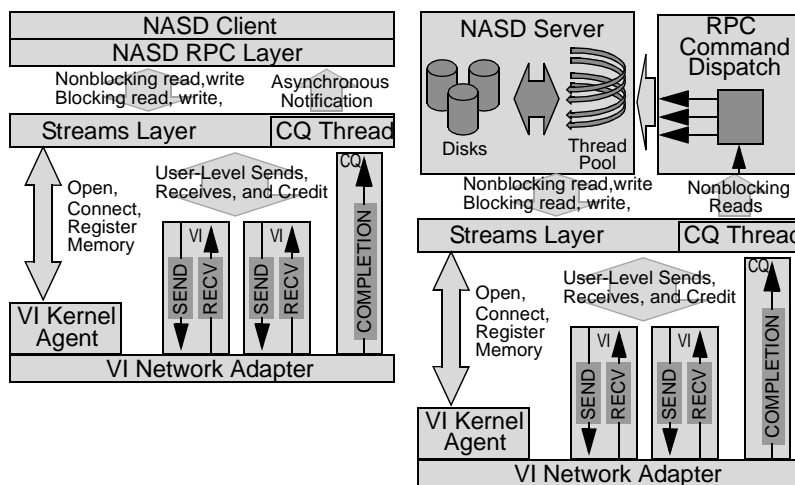 NASD Client
NASD RPC Layer
Nonblocking read,write
Blocking read, write,
Asynchronous
Notification
Streams Layer
CQ Thread
User-Level Sends,
Receives, and Credit
Open,
Connect,
Register
Memory
CQ
VI
SEND
RECV
VI
SEND
RECV
COMPLETION
VI Kernel
Agent
VI Network Adapter
NASD Server
Disks
Thread
Pool
RPC
Command
Dispatch
Nonblocking read,write
Blocking read, write,
Nonblocking
Reads
Streams Layer
CQ Thread
User-Level Sends,
Receives, and Credit
Open,
Connect,
Register
Memory
CQ
VI
SEND
RECV
VI
SEND
RECV
COMPLETION
VI Kernel
Agent
VI Network Adapter